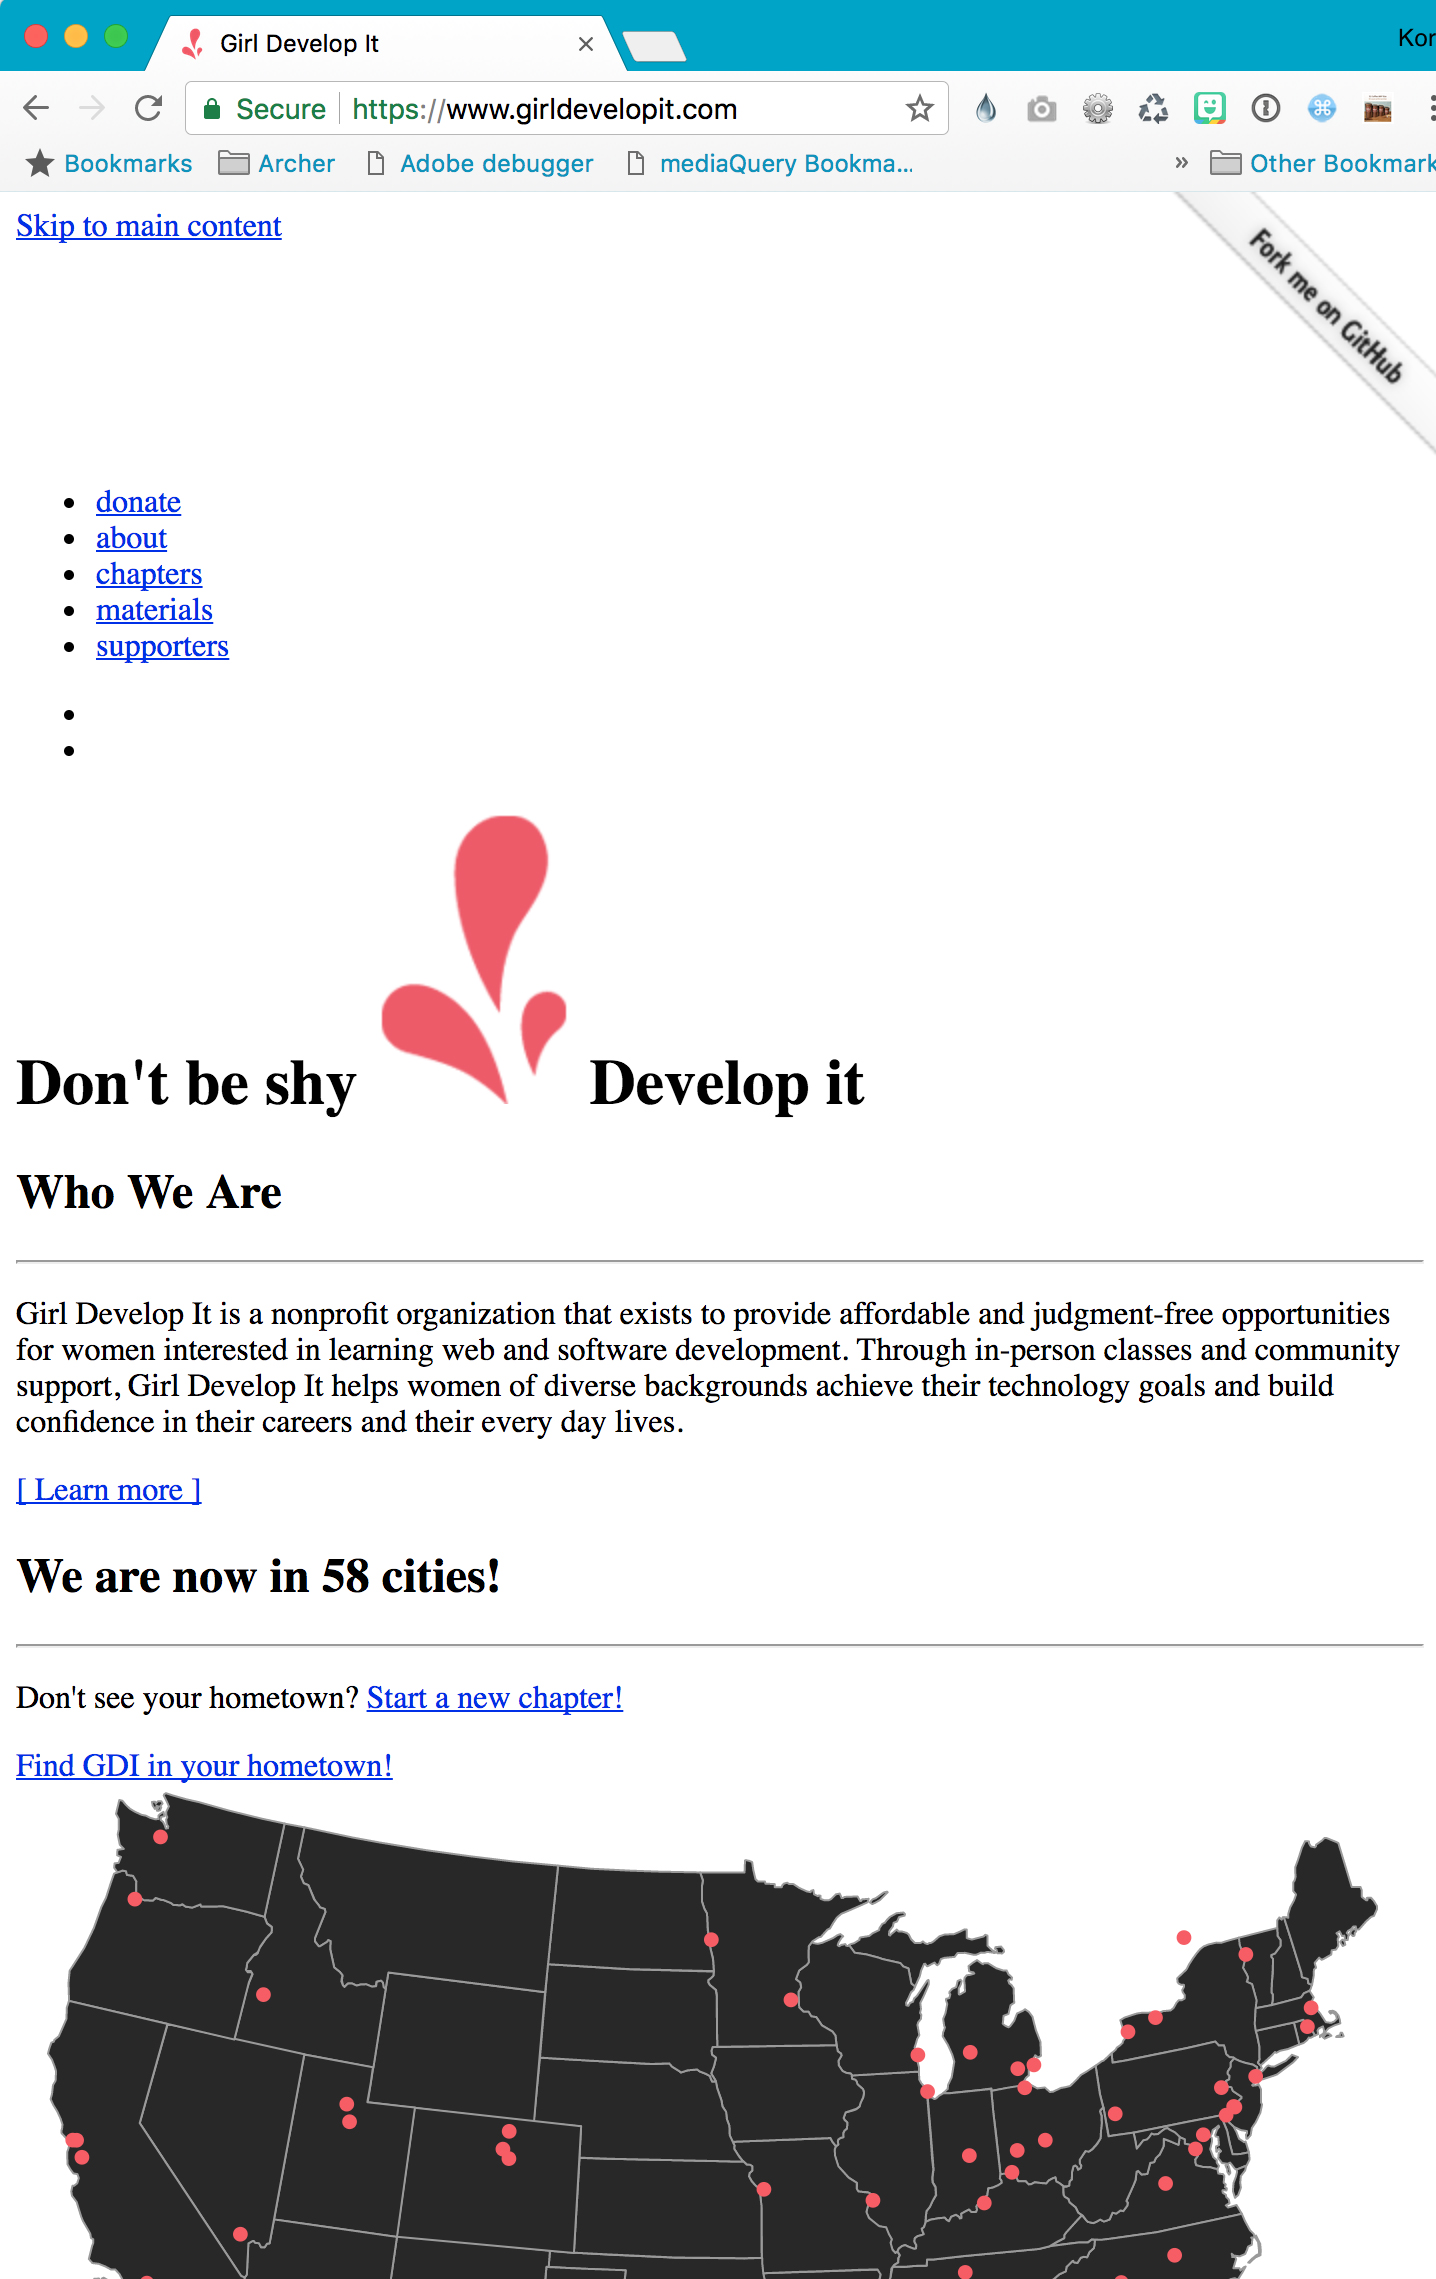 Girl Develop It
Kor
Secure https://www.girldevelopit.com
Bookmarks Archer Adobe debugger mediaQuery Bookma... » Other Bookmark
Skip to main content
Fork me on GitHub
donate
about
chapters
materials
supporters
Don't be shy Develop it
Who We Are
Girl Develop It is a nonprofit organization that exists to provide affordable and judgment-free opportunities
for women interested in learning web and software development. Through in-person classes and community
support, Girl Develop It helps women of diverse backgrounds achieve their technology goals and build
confidence in their careers and their every day lives.
[ Learn more ]
We are now in 58 cities!
Don't see your hometown? Start a new chapter!
Find GDI in your hometown!